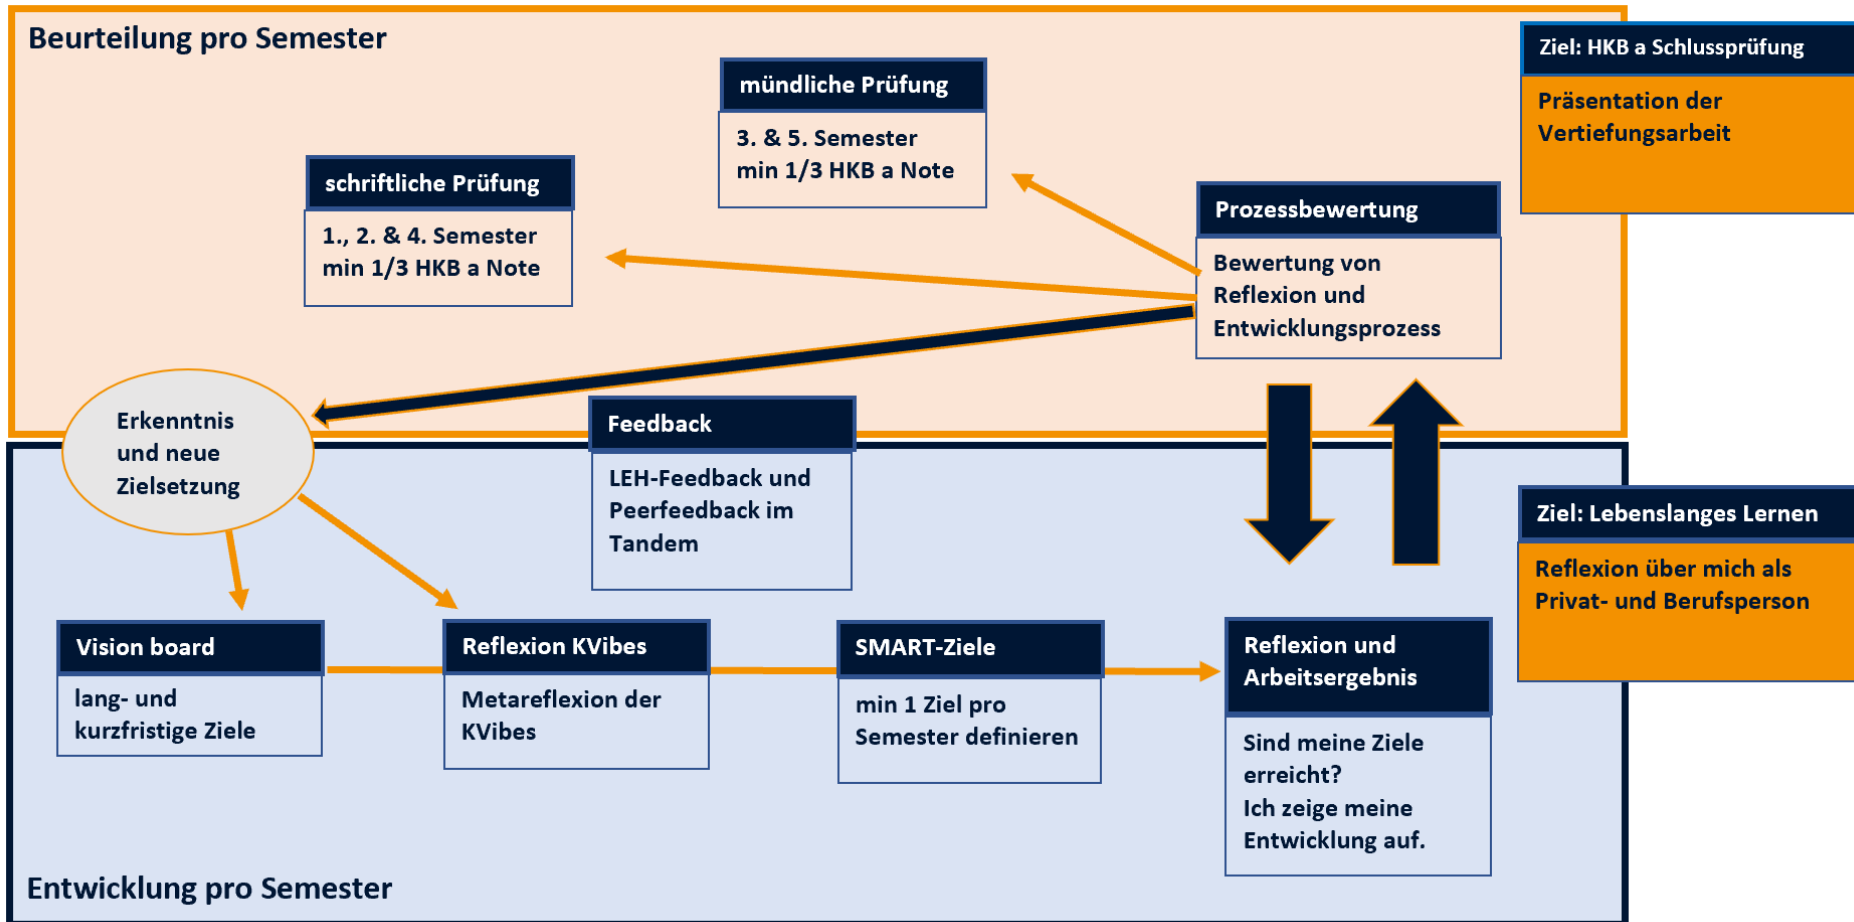 Beurteilung pro Semester
Ziel: HKB a Schlussprüfung
Präsentation der
Vertiefungsarbeit
mündliche Prüfung
3. & 5. Semester
min 1/3 HKB a Note
schriftliche Prüfung
1., 2. & 4. Semester
min 1/3 HKB a Note
Prozessbewertung
Bewertung von
Reflexion und
Entwicklungsprozess
Erkenntnis
und neue
Zielsetzung
Feedback
LEH-Feedback und
Peerfeedback im
Tandem
Ziel: Lebenslanges Lernen
Reflexion über mich als
Privat- und Berufsperson
Vision board
lang- und
kurzfristige Ziele
Reflexion KVibes
Metareflexion der
KVibes
SMART-Ziele
min 1 Ziel pro
Semester definieren
Reflexion und
Arbeitsergebnis
Sind meine Ziele
erreicht?
Ich zeige meine
Entwicklung auf.
Entwicklung pro Semester